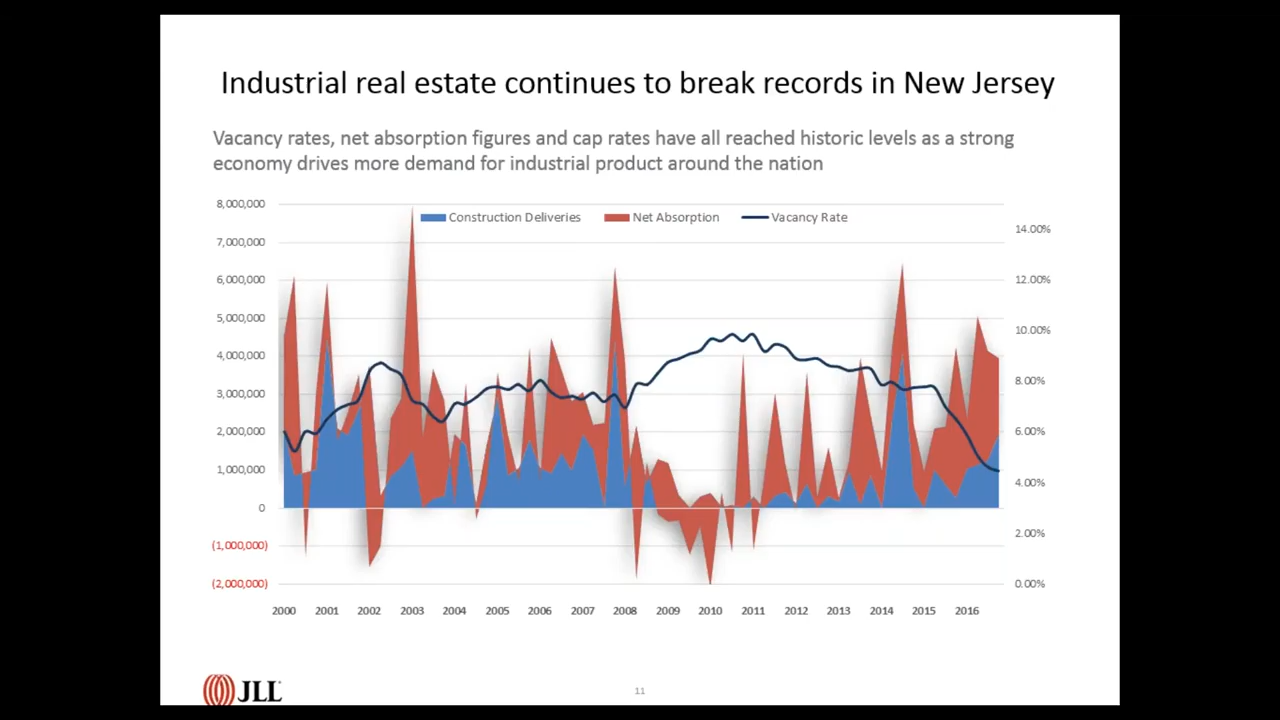 Industrial real estate continues to break records in New Jersey
Vacancy rates, net absorption figures and cap rates have all reached historic levels as a strong
economy drives more demand for industrial product around the nation
8,000,000
Construction Deliveries Net Absorption Vacancy Rate
14.00%
7,000,000
6,000,000 12.00%
5,000,000
10.00%
4,000,000
8.00%
3,000,000
2,000,000 6.00%
1,000,000
4.00%
0
2.00%
(1,000,000)
(2,000,000) 0.00%
2000 2001 2002 2003 2004 2005 2006 2007 2008 2009 2010 2011 2012 2013 2014 2015 2016
JLL
11